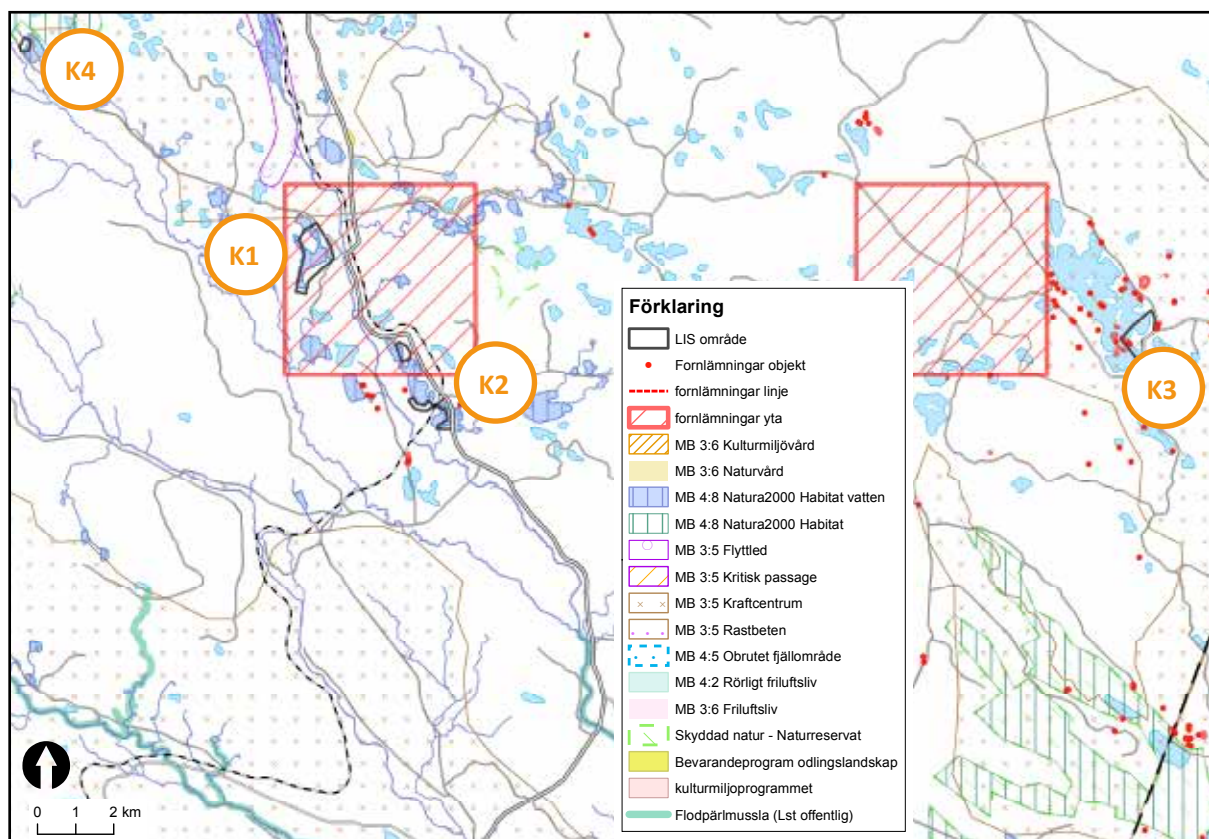 K4
K1
K2
K3
Förklaring
LIS område
Fornlämningar objekt
fornlämningar linje
fornlämningar yta
MB 3:6 Kulturmiljövård
MB 3:6 Naturvård
MB 4:8 Natura2000 Habitat vatten
MB 4:8 Natura2000 Habitat
MB 3:5 Flyttled
MB 3:5 Kritisk passage
MB 3:5 Kraftcentrum
MB 3:5 Rastbeten
MB 4:5 Obrutet fjällområde
MB 4:2 Rörligt friluftsliv
MB 3:6 Friluftsliv
Skyddad natur - Naturreservat
Bevarandeprogram odlingslandskap
kulturmiljoprogrammet
Flodpärlmussla (Lst offentlig)
0 1 2 km